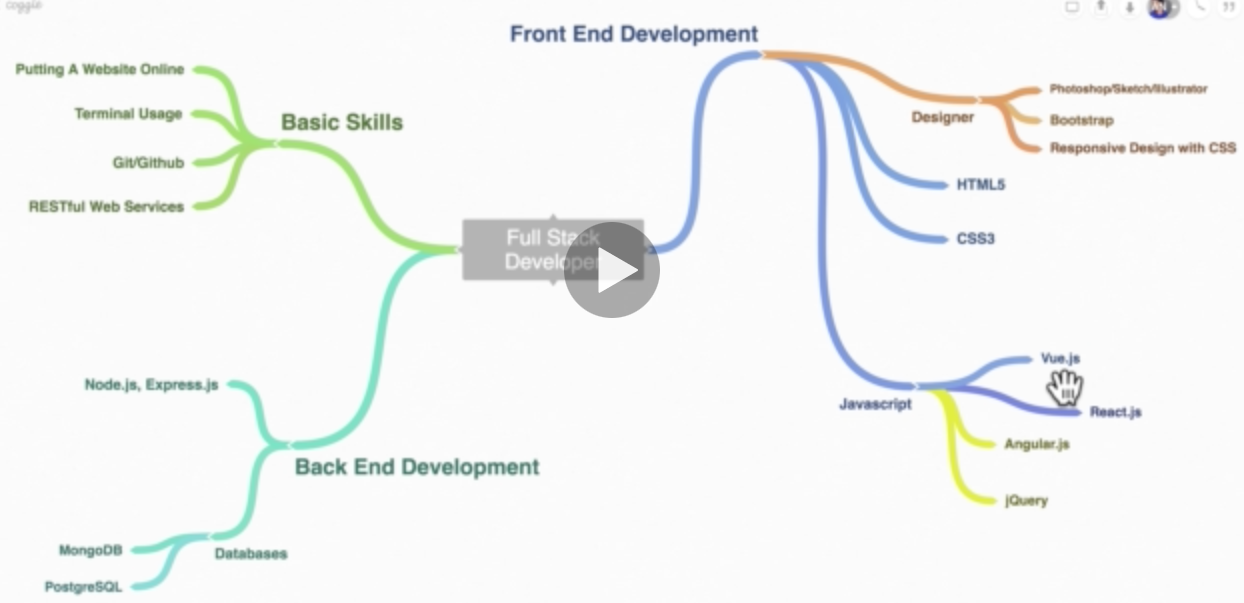 coggle
Front End Development
Putting A Website Online
Terminal Usage
Basic Skills
Git/Github
RESTful Web Services
Photoshop/Sketch/Illustrator
Designer
Bootstrap
Responsive Design with CSS
HTML5
CSS3
Full Stack
Developer
Vue.js
Javascript
React.js
Angular.js
jQuery
Node.js, Express.js
Back End Development
MongoDB
Databases
PostgreSQL